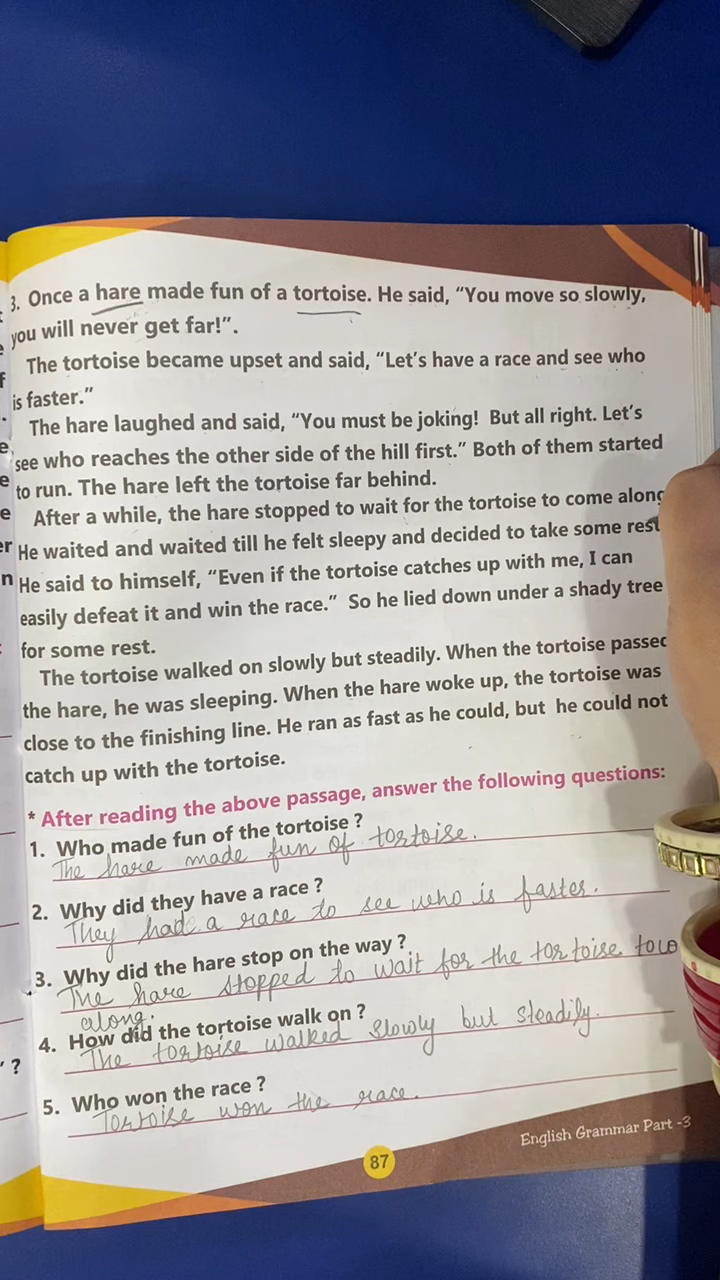 3. Once a hare made fun of a tortoise. He said, "You move so slowly,
you will never get far!".
The tortoise became upset and said, "Let's have a race and see who
is faster."
The hare laughed and said, "You must be joking! But all right. Let's
see who reaches the other side of the hill first." Both of them started
to run. The hare left the tortoise far behind.
After a while, the hare stopped to wait for the tortoise to come along
He waited and waited till he felt sleepy and decided to take some rest
He said to himself, "Even if the tortoise catches up with me, I can
easily defeat it and win the race." So he lied down under a shady tree
for some rest.
The tortoise walked on slowly but steadily. When the tortoise passed
the hare, he was sleeping. When the hare woke up, the tortoise was
close to the finishing line. He ran as fast as he could, but he could not
catch up with the tortoise.
* After reading the above passage, answer the following questions:
1. Who made fun of the tortoise ?
The hare made fun of tortoise.
2. Why did they have a race ?
They had a race to see who is faster.
3. Why did the hare stop on the way ?
The hare stopped to wait for the tortoise to co
along.
4. How did the tortoise walk on ?
The tortoise walked slowly but steadily.
5. Who won the race ?
Tortoise won the race.
English Grammar Part -3
87